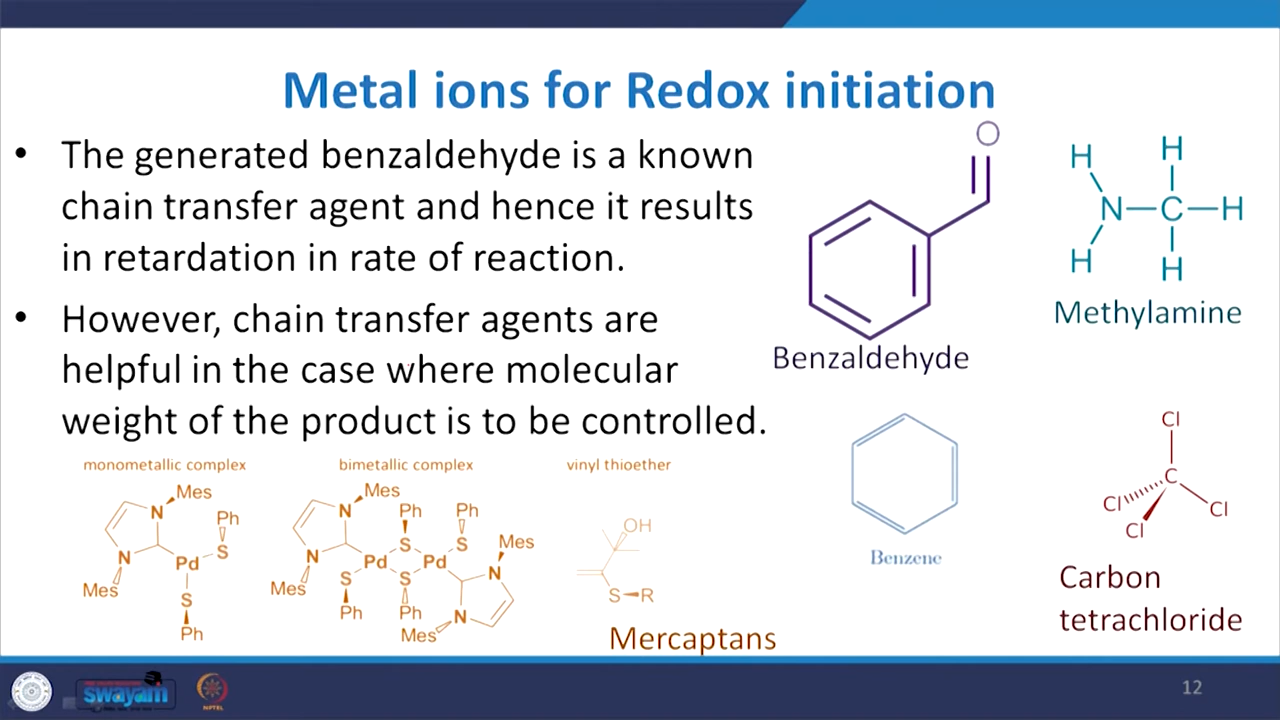 Metal ions for Redox initiation
• The generated benzaldehyde is a known
chain transfer agent and hence it results
in retardation in rate of reaction.
• However, chain transfer agents are
helpful in the case where molecular
weight of the product is to be controlled.
O
Benzaldehyde
H H
N C H
H H
Methylamine
monometallic complex
Mes
N Ph
N Pd S
Mes S
Ph
bimetallic complex
Mes
N Ph Ph
S S Mes
N Pd Pd
Mes S S N
Ph Ph N
Mes
vinyl thioether
OH
S R
Mercaptans
Benzene
Cl
C
Cl Cl
Cl
Carbon
tetrachloride
swayam
NPTEL
12